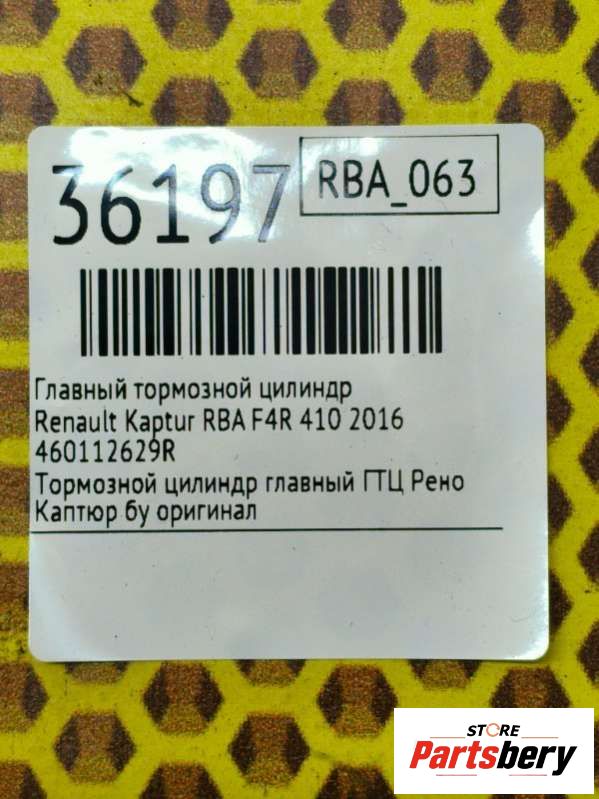 36197
RBA_063
Главный тормозной цилиндр
Renault Kaptur RBA F4R 410 2016
460112629R
Тормозной цилиндр главный ГТЦ Рено
Каптюр бу оригинал
STORE
Partsbery